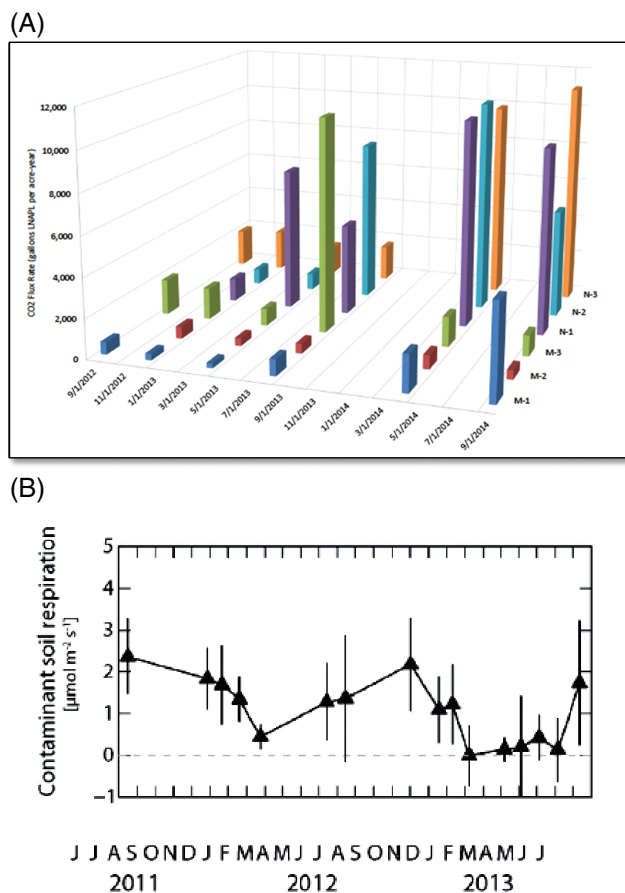 (A)
12,000
10,000
8,000
6,000
4,000
2,000
0
CO2 Flux Rate (gallons LNAPL per acre-year)
9/1/2012
11/1/2012
1/1/2013
3/1/2013
5/1/2013
7/1/2013
9/1/2013
11/1/2013
1/1/2014
3/1/2014
5/1/2014
7/1/2014
9/1/2014
N-3
N-2
N-1
M-3
M-2
M-1
(B)
Contaminant soil respiration
[μmol m⁻² s⁻¹]
5
4
3
2
1
0
−1
J J A S O N D J F M A M J J A S O N D J F M A M J J
2011 2012 2013